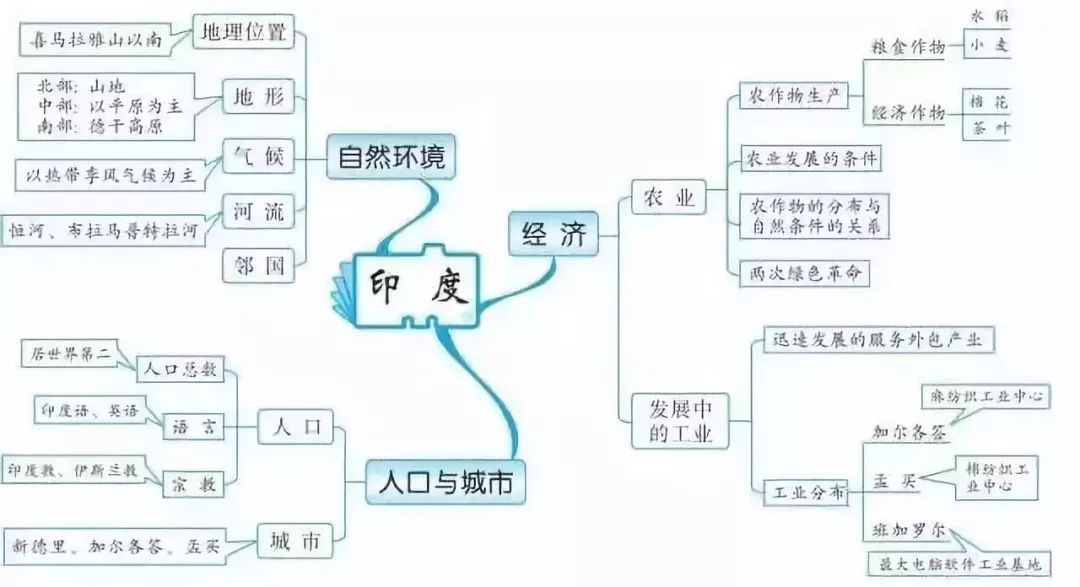 印度
自然环境
地理位置
喜马拉雅山以南
地形
北部：山地
中部：以平原为主
南部：德干高原
气候
以热带季风气候为主
河流
恒河、布拉马普特拉河
邻国
经济
农业
农作物生产
粮食作物
水稻
小麦
经济作物
棉花
茶叶
农业发展的条件
农作物的分布与
自然条件的关系
两次绿色革命
发展中
的工业
迅速发展的服务外包产业
工业分布
加尔各答
麻纺织工业中心
孟买
棉纺织工
业中心
班加罗尔
最大电脑软件工业基地
人口与城市
人口
人口总数
居世界第二
语言
印度语、英语
宗教
印度教、伊斯兰教
城市
新德里、加尔各答、孟买